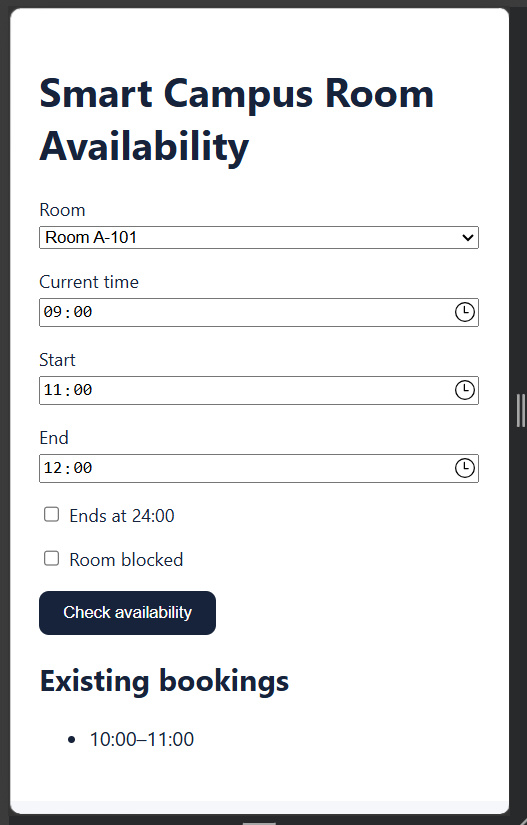 Smart Campus Room
Availability
Room
Room A-101
Current time
09:00
Start
11:00
End
12:00
Ends at 24:00
Room blocked
Check availability
Existing bookings
10:00–11:00